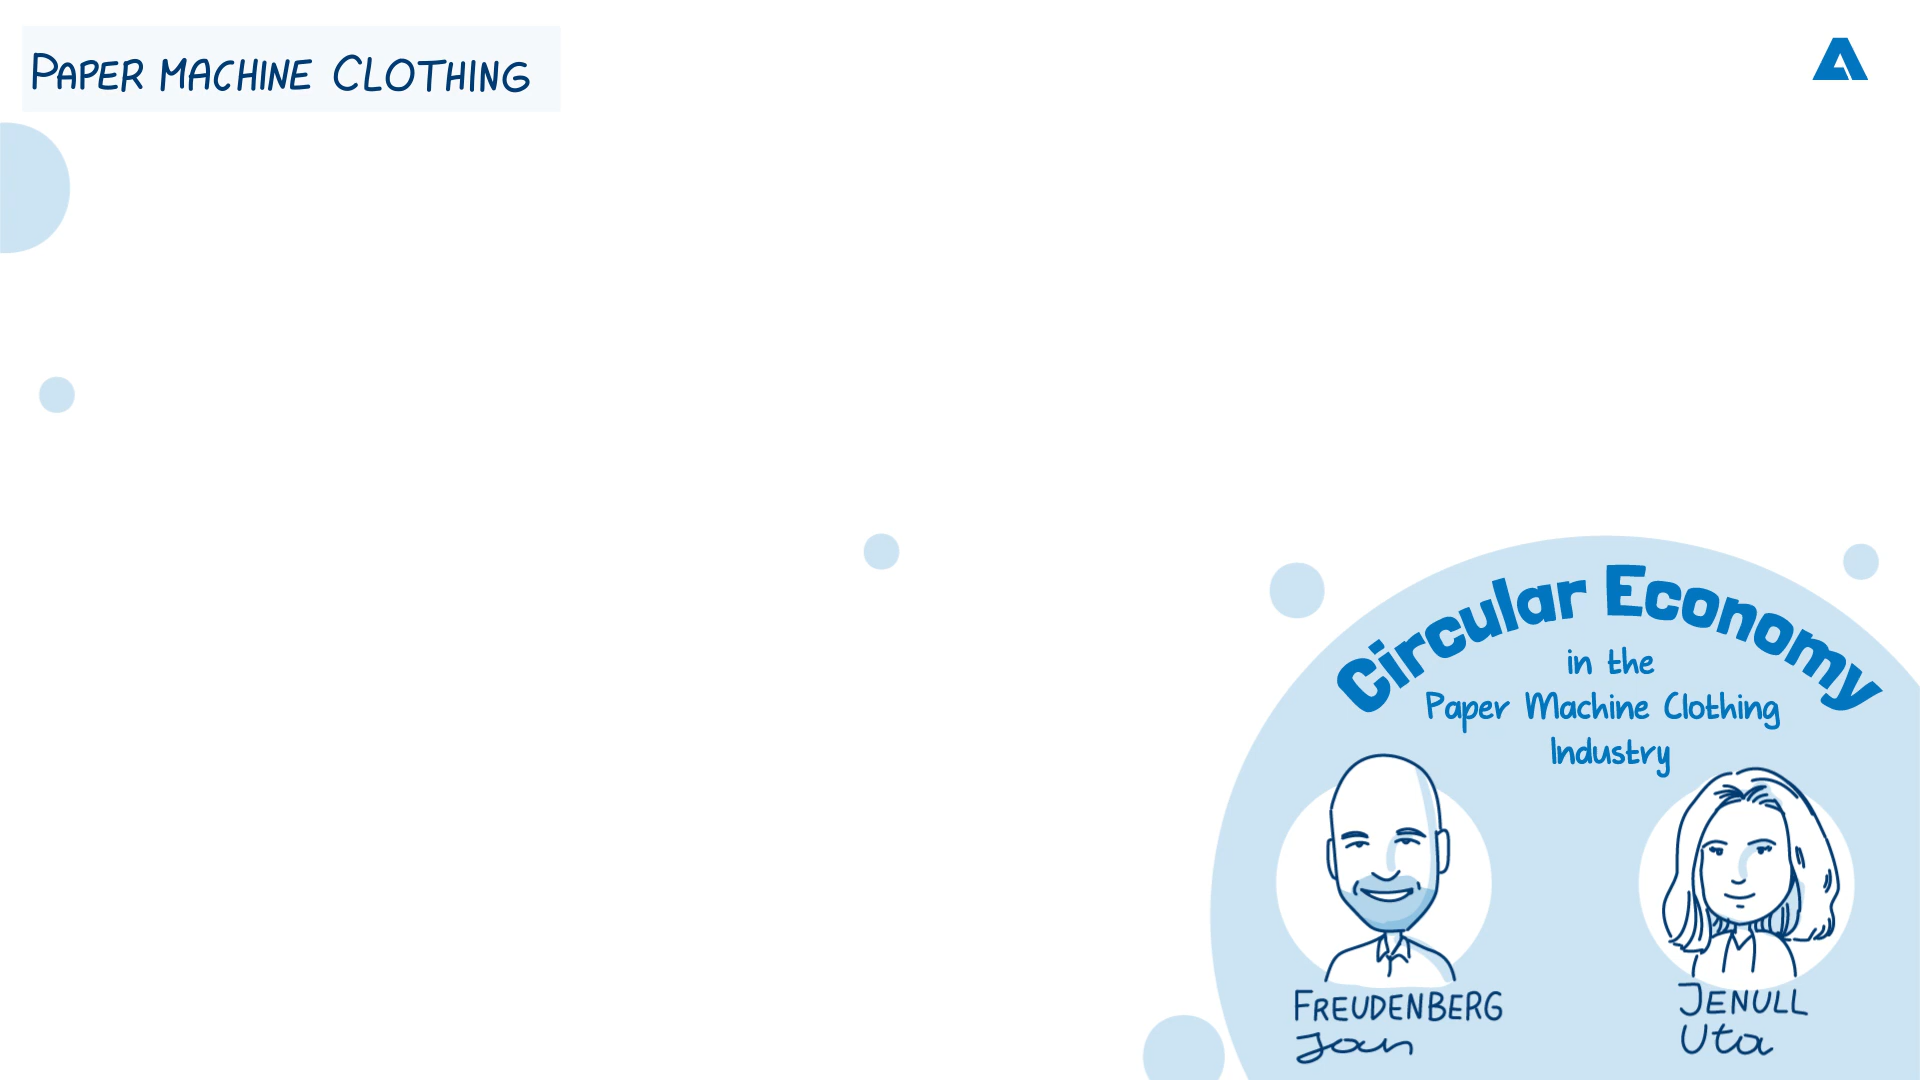 PAPER MACHINE CLOTHING
Circular Economy
in the
Paper Machine Clothing
Industry
FREUDENBERG
Jan
JENULL
Uta